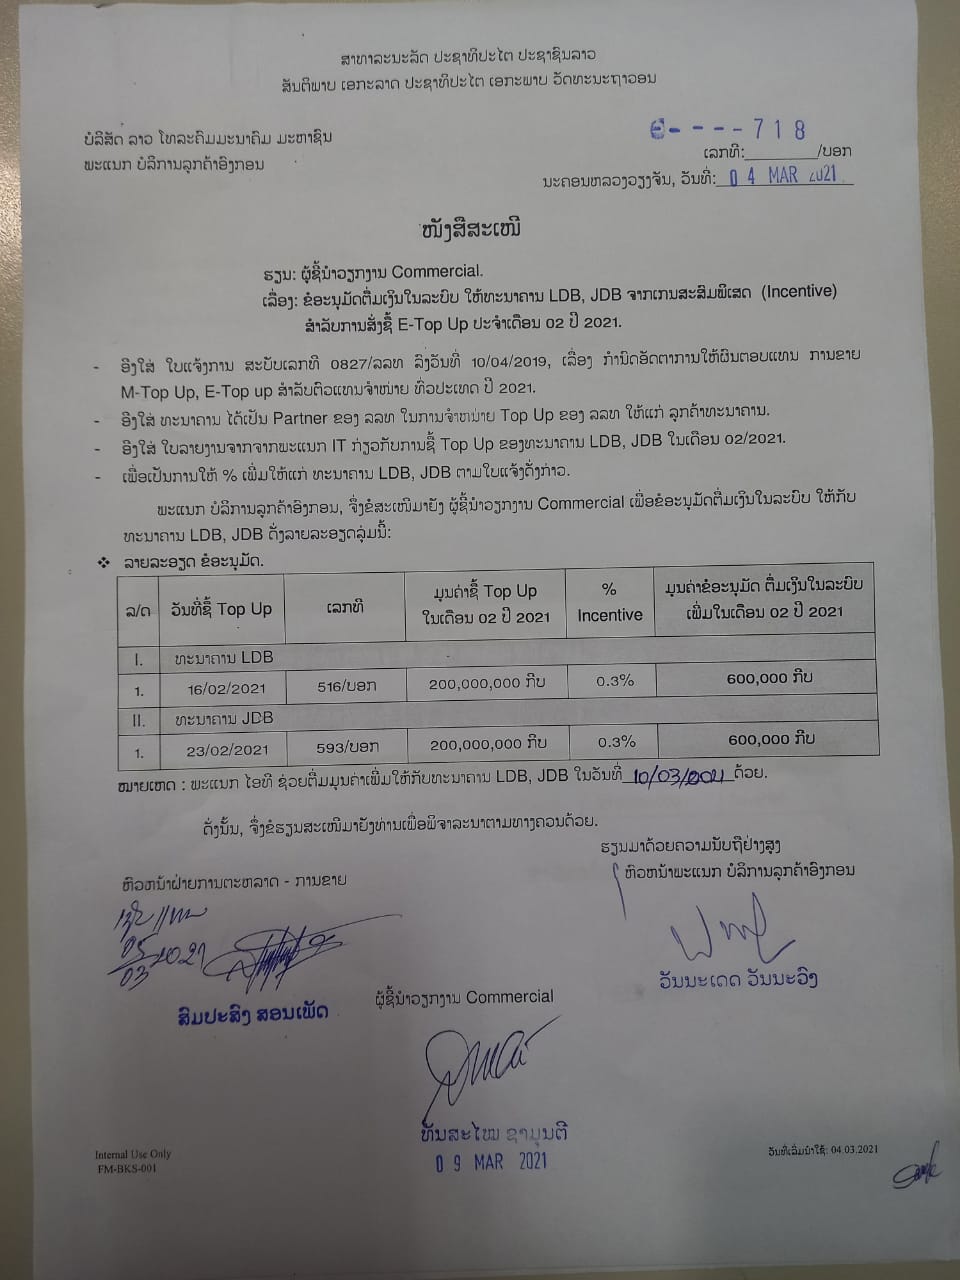 ສາທາລະນະລັດ ປະຊາທິປະໄຕ ປະຊາຊົນລາວ
ສັນຕິພາບ ເອກະລາດ ປະຊາທິປະໄຕ ເອກະພາບ ວັດທະນະຖາວອນ
ບໍລິສັດ ລາວ ໂທລະຄົມມະນາຄົມ ມະຫາຊົນ
ພະແນກ ບໍລິການລູກຄ້າອົງກອນ
718
ເລກທີ:________/ບອກ
ນະຄອນຫລວງວຽງຈັນ, ວັນທີ: 04 MAR 2021
ໜັງສືສະເໜີ
ຮຽນ: ຜູ້ຊີ້ນໍາວຽກງານ Commercial.
ເລື່ອງ: ຂໍອະນຸມັດຕື່ມເງິນໃນລະບົບ ໃຫ້ທະນາຄານ LDB, JDB ຈາກເກນສະສົມພິເສດ (Incentive)
ສໍາລັບການສັ່ງຊື້ E-Top Up ປະຈໍາເດືອນ 02 ປີ 2021.
- ອີງໃສ່ ໃບແຈ້ງການ ສະບັບເລກທີ 0827/ລລທ ລົງວັນທີ 10/04/2019, ເລື່ອງ ກໍານົດອັດຕາການໃຫ້ຜົນຕອບແທນ ການຂາຍ
M-Top Up, E-Top up ສໍາລັບຕົວແທນຈໍາໜ່າຍ ທົ່ວປະເທດ ປີ 2021.
- ອີງໃສ່ ທະນາຄານ ໄດ້ເປັນ Partner ຂອງ ລລທ ໃນການຈໍາຫນ່າຍ Top Up ຂອງ ລລທ ໃຫ້ແກ່ ລູກຄ້າທະນາຄານ.
- ອີງໃສ່ ໃບລາຍງານຈາກຈາກພະແນກ IT ກ່ຽວກັບການຊື້ Top Up ຂອງທະນາຄານ LDB, JDB ໃນເດືອນ 02/2021.
- ເພື່ອເປັນການໃຫ້ % ເພີ່ມໃຫ້ແກ່ ທະນາຄານ LDB, JDB ຕາມໃບແຈ້ງດັ່ງກ່າວ.
ພະແນກ ບໍລິການລູກຄ້າອົງກອນ, ຈຶ່ງຂໍສະເໜີມາຍັງ ຜູ້ຊີ້ນໍາວຽກງານ Commercial ເພື່ອຂໍອະນຸມັດຕື່ມເງິນໃນລະບົບ ໃຫ້ກັບ
ທະນາຄານ LDB, JDB ດັ່ງລາຍລະອຽດລຸ່ມນີ້:
❖ ລາຍລະອຽດ ຂໍອະນຸມັດ.
ລ/ດ ວັນທີຊື້ Top Up ເລກທີ ມູນຄ່າຊື້ Top Up ໃນເດືອນ 02 ປີ 2021 % Incentive ມູນຄ່າຂໍອະນຸມັດ ຕື່ມເງິນໃນລະບົບ ເພີ່ມໃນເດືອນ 02 ປີ 2021
I. ທະນາຄານ LDB
1. 16/02/2021 516/ບອກ 200,000,000 ກີບ 0.3% 600,000 ກີບ
II. ທະນາຄານ JDB
1. 23/02/2021 593/ບອກ 200,000,000 ກີບ 0.3% 600,000 ກີບ
ໝາຍເຫດ : ພະແນກ ໄອທີ ຊ່ວຍຕື່ມມູນຄ່າເພີ່ມໃຫ້ກັບທະນາຄານ LDB, JDB ໃນວັນທີ 10/03/2021 ດ້ວຍ.
ດັ່ງນັ້ນ, ຈຶ່ງຂໍຮຽນສະເໜີມາຍັງທ່ານເພື່ອພິຈາລະນາຕາມທາງຄວນດ້ວຍ.
ຮຽນມາດ້ວຍຄວາມນັບຖືຢ່າງສູງ
ຫົວຫນ້າພະແນກ ບໍລິການລູກຄ້າອົງກອນ
ຫົວຫນ້າຝ່າຍການຕະຫລາດ - ການຂາຍ
05/03 2021
ວັນນະເດດ ວັນນະວົງ
ສົມປະສົງ ສອນເພັດ
ຜູ້ຊີ້ນໍາວຽກງານ Commercial
ທັນສະໄໝ ຊາມຸນຕີ
09 MAR 2021
Internal Use Only
FM-BKS-001
ວັນທີ່ເລີ່ມນໍາໃຊ້: 04.03.2021